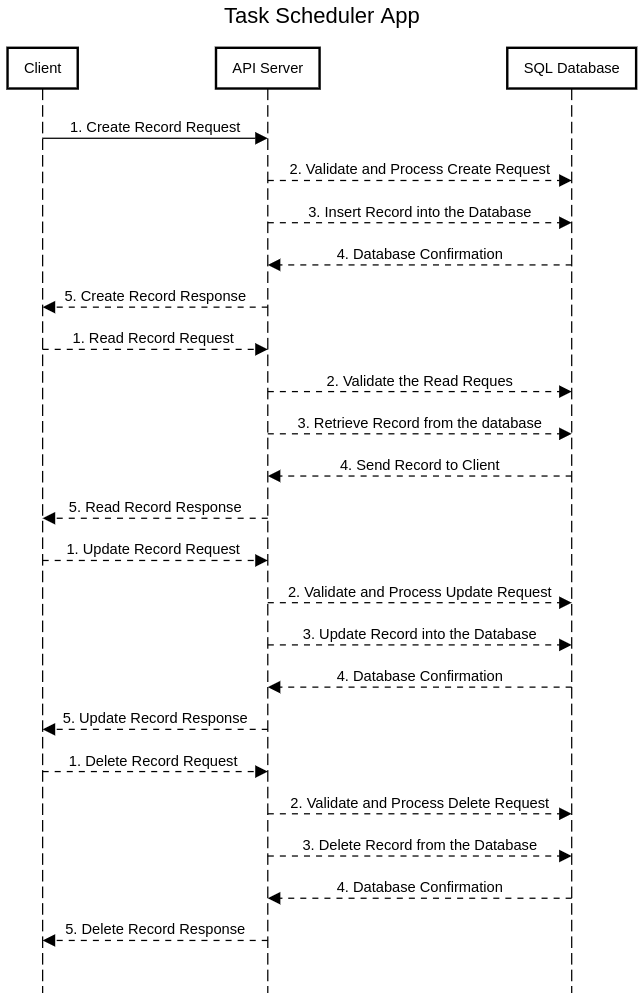 Task Scheduler App
Client
API Server
SQL Database
1. Create Record Request
2. Validate and Process Create Request
3. Insert Record into the Database
4. Database Confirmation
5. Create Record Response
1. Read Record Request
2. Validate the Read Reques
3. Retrieve Record from the database
4. Send Record to Client
5. Read Record Response
1. Update Record Request
2. Validate and Process Update Request
3. Update Record into the Database
4. Database Confirmation
5. Update Record Response
1. Delete Record Request
2. Validate and Process Delete Request
3. Delete Record from the Database
4. Database Confirmation
5. Delete Record Response